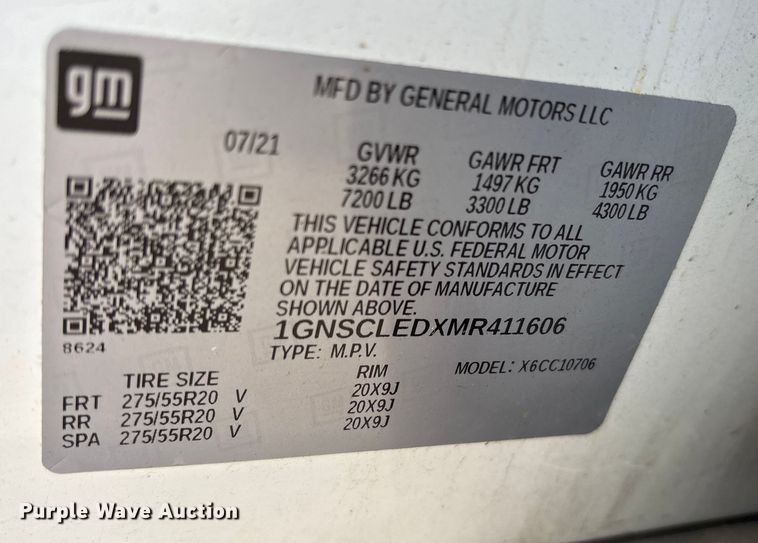 gm
MFD BY GENERAL MOTORS LLC
07/21
GVWR GAWR FRT GAWR RR
3266 KG 1497 KG 1950 KG
7200 LB 3300 LB 4300 LB
THIS VEHICLE CONFORMS TO ALL
APPLICABLE U.S. FEDERAL MOTOR
VEHICLE SAFETY STANDARDS IN EFFECT
ON THE DATE OF MANUFACTURE
SHOWN ABOVE.
1GNSCLEDXMR411606
8624
TYPE: M.P.V. MODEL: X6CC10706
TIRE SIZE RIM
FRT 275/55R20 V 20X9J
RR 275/55R20 V 20X9J
SPA 275/55R20 V 20X9J
Purple Wave Auction